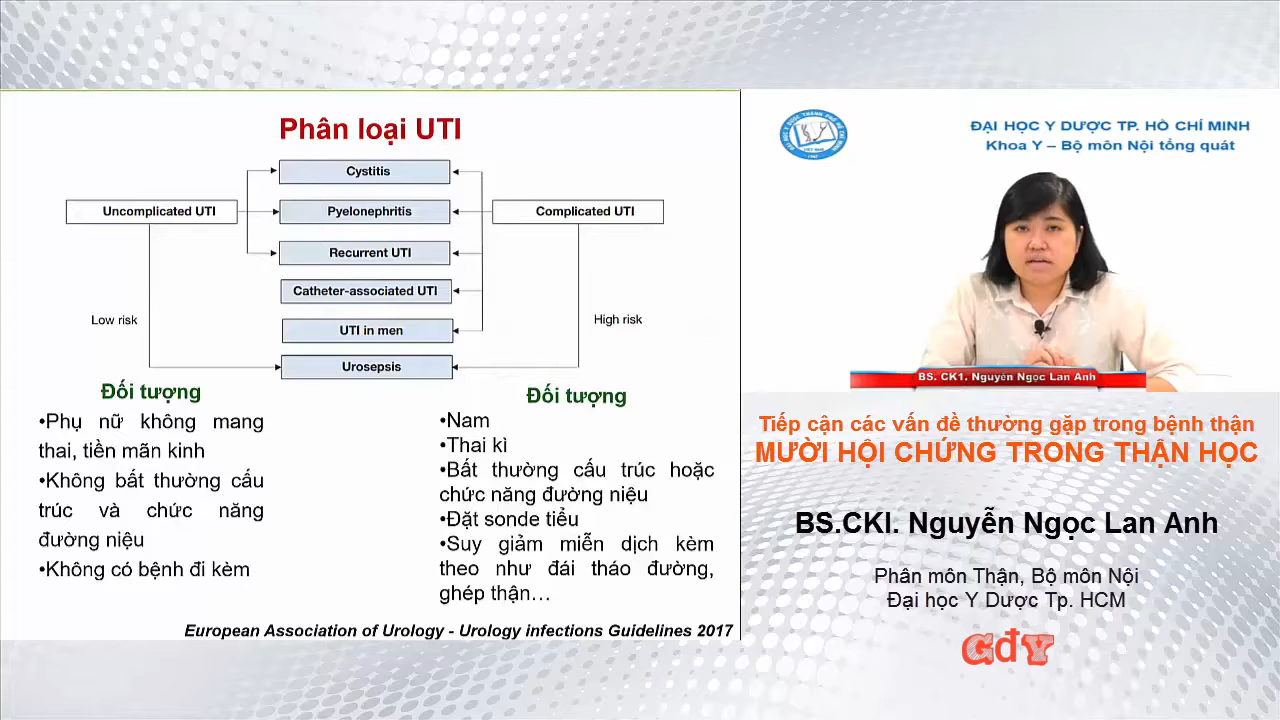 Phân loại UTI
Cystitis
Uncomplicated UTI
Pyelonephritis
Complicated UTI
Recurrent UTI
Catheter-associated UTI
Low risk
High risk
UTI in men
Urosepsis
Đối tượng
•Phụ nữ không mang
thai, tiền mãn kinh
•Không bất thường cấu
trúc và chức năng
đường niệu
•Không có bệnh đi kèm
Đối tượng
•Nam
•Thai kì
•Bất thường cấu trúc hoặc
chức năng đường niệu
•Đặt sonde tiểu
•Suy giảm miễn dịch kèm
theo như đái tháo đường,
ghép thận…
European Association of Urology - Urology infections Guidelines 2017
ĐẠI HỌC Y DƯỢC TP. HỒ CHÍ MINH
Khoa Y – Bộ môn Nội tổng quát
BS. CK1. Nguyễn Ngọc Lan Anh
Tiếp cận các vấn đề thường gặp trong bệnh thận
MƯỜI HỘI CHỨNG TRONG THẬN HỌC
BS.CKI. Nguyễn Ngọc Lan Anh
Phân môn Thận, Bộ môn Nội
Đại học Y Dược Tp. HCM
GđY